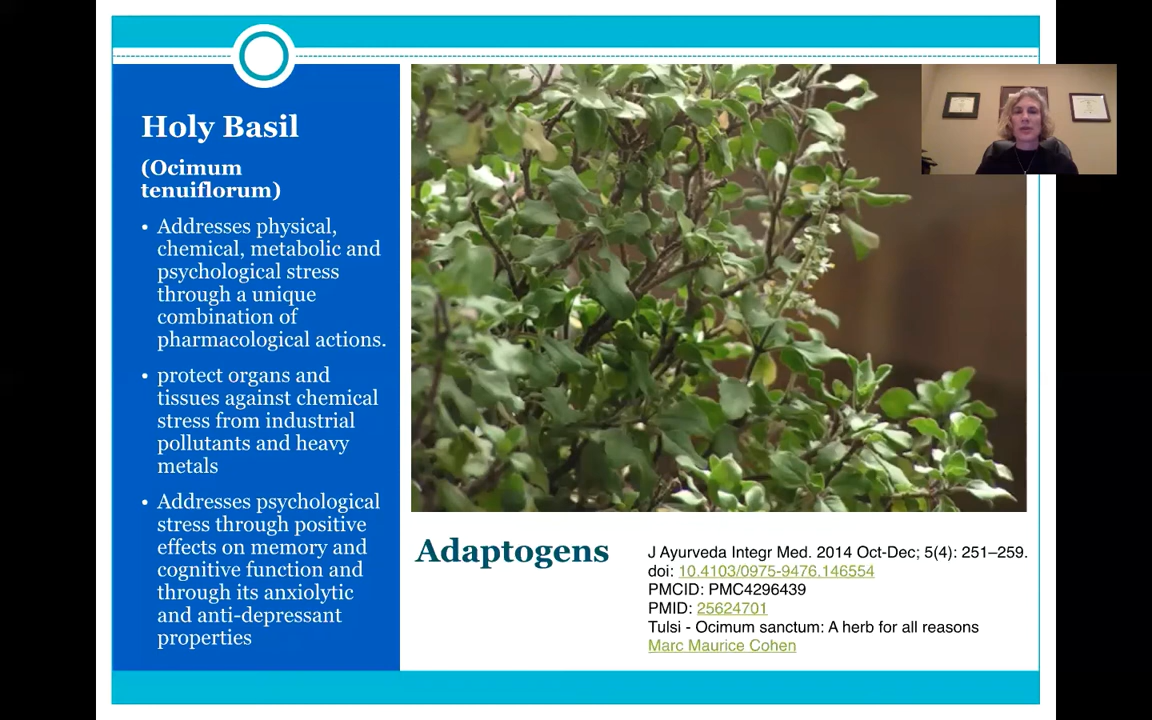 Holy Basil
(Ocimum
tenuiflorum)
• Addresses physical,
chemical, metabolic and
psychological stress
through a unique
combination of
pharmacological actions.
• protect organs and
tissues against chemical
stress from industrial
pollutants and heavy
metals
• Addresses psychological
stress through positive
effects on memory and
cognitive function and
through its anxiolytic
and anti-depressant
properties
Adaptogens
J Ayurveda Integr Med. 2014 Oct-Dec; 5(4): 251–259.
doi: 10.4103/0975-9476.146554
PMCID: PMC4296439
PMID: 25624701
Tulsi - Ocimum sanctum: A herb for all reasons
Marc Maurice Cohen